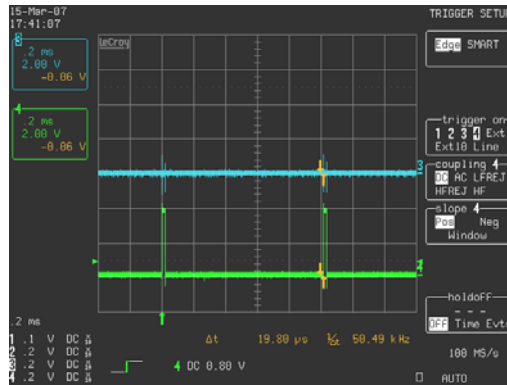 15-Mar-07
17:41:07
TRIGGER SETUP
3
.2 ms
2.00 V
-0.06 V
4
.2 ms
2.00 V
-0.06 V
LeCroy
Edge SMART
trigger on
1 2 3 4 Ext
Ext10 Line
coupling 4
DC AC LFREJ
HFREJ HF
slope 4
Pos Neg
Window
holdoff
- - -
OFF Time Evts
3
4
.2 ms
1 .1 V DC
2 .2 V DC
3 .2 V DC
4 .2 V DC
Δt 19.80 µs 1/Δt 50.49 kHz
4 DC 0.80 V
100 MS/s
AUTO